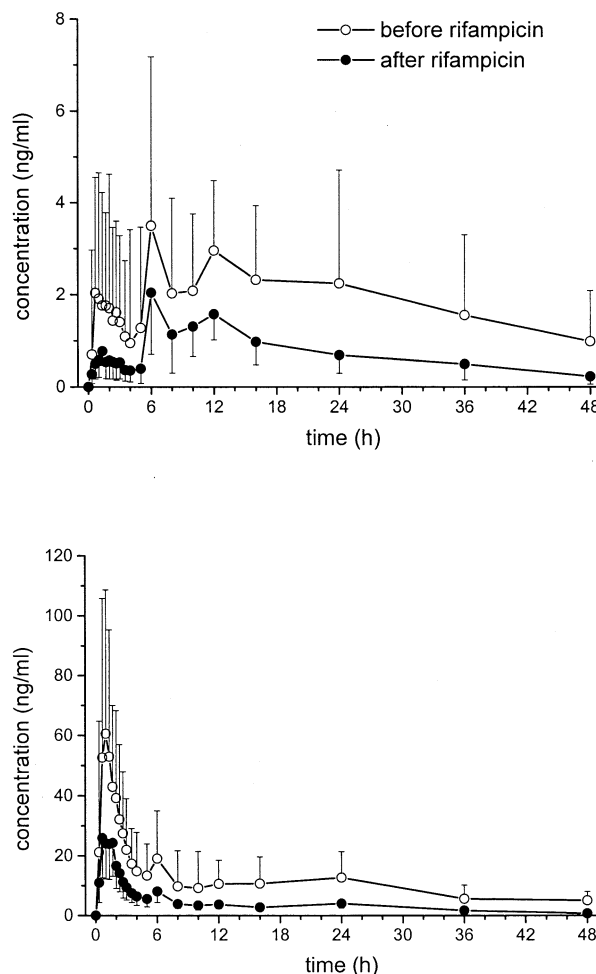 before rifampicin
after rifampicin
concentration (ng/ml)
8
6
4
2
0
0 6 12 18 24 30 36 42 48
time (h)
concentration (ng/ml)
120
100
80
60
40
20
0
0 6 12 18 24 30 36 42 48
time (h)